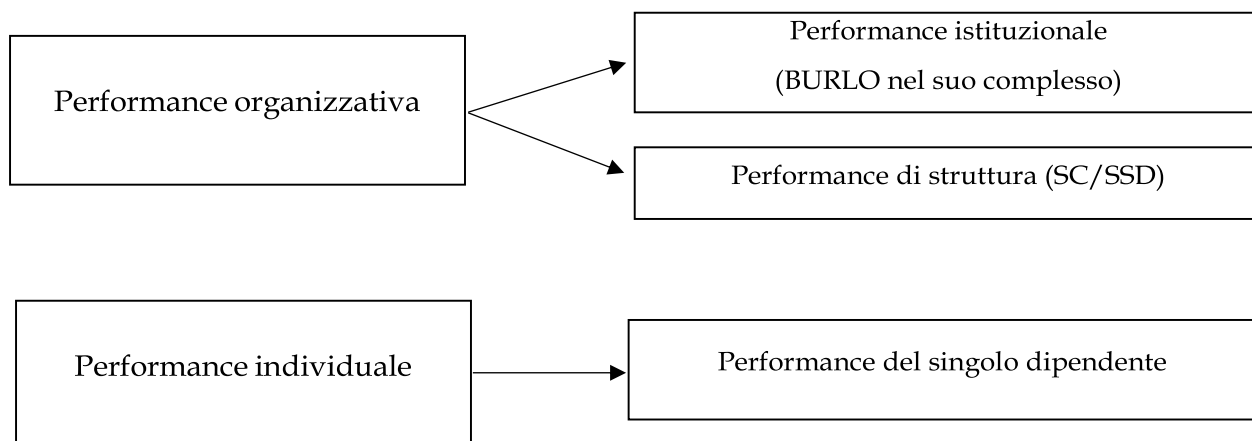 Performance organizzativa
Performance istituzionale
(BURLO nel suo complesso)
Performance di struttura (SC/SSD)
Performance individuale
Performance del singolo dipendente